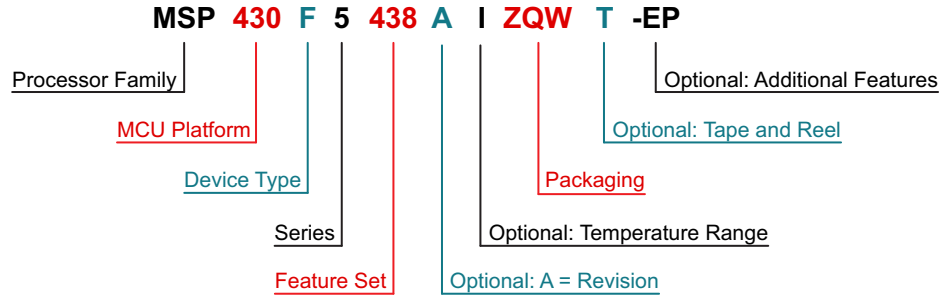 MSP 430 F 5 438 A I ZQW T -EP
Processor Family
Optional: Additional Features
MCU Platform
Optional: Tape and Reel
Device Type
Packaging
Series
Optional: Temperature Range
Feature Set
Optional: A = Revision